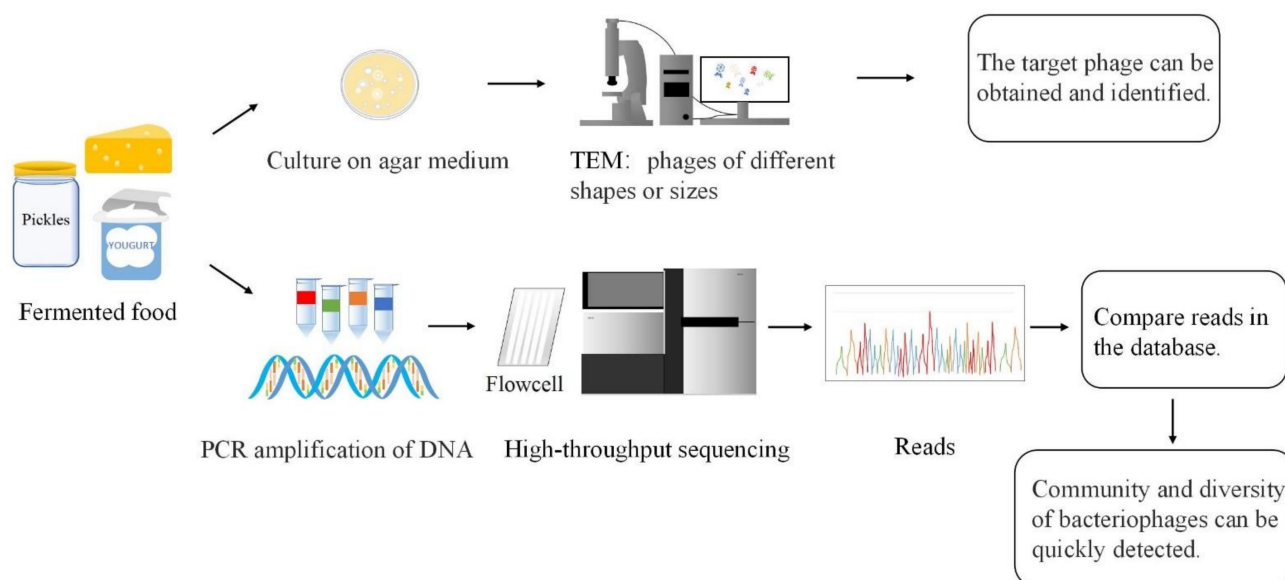 The target phage can be
obtained and identified.
Culture on agar medium
TEM: phages of different
shapes or sizes
Pickles
YOUGURT
Fermented food
Flowcell
Compare reads in
the database.
PCR amplification of DNA
High-throughput sequencing
Reads
Community and diversity
of bacteriophages can be
quickly detected.